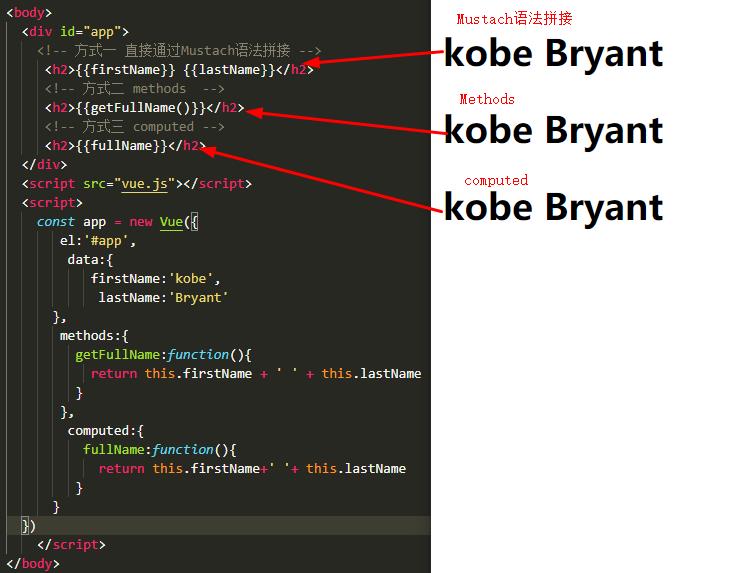 <body>
<div id="app">
<!-- 方式一 直接通过Mustach语法拼接 -->
<h2>{{firstName}} {{lastName}}</h2>
<!-- 方式二 methods  -->
<h2>{{getFullName()}}</h2>
<!-- 方式三 computed -->
<h2>{{fullName}}</h2>
</div>
<script src="vue.js"></script>
<script>
const app = new Vue({
el:'#app',
data:{
firstName:'kobe',
lastName:'Bryant'
},
methods:{
getFullName:function(){
return this.firstName + ' ' + this.lastName
}
},
computed:{
fullName:function(){
return this.firstName+' '+ this.lastName
}
}
})
</script>
</body>
Mustach语法拼接
kobe Bryant
Methods
kobe Bryant
computed
kobe Bryant